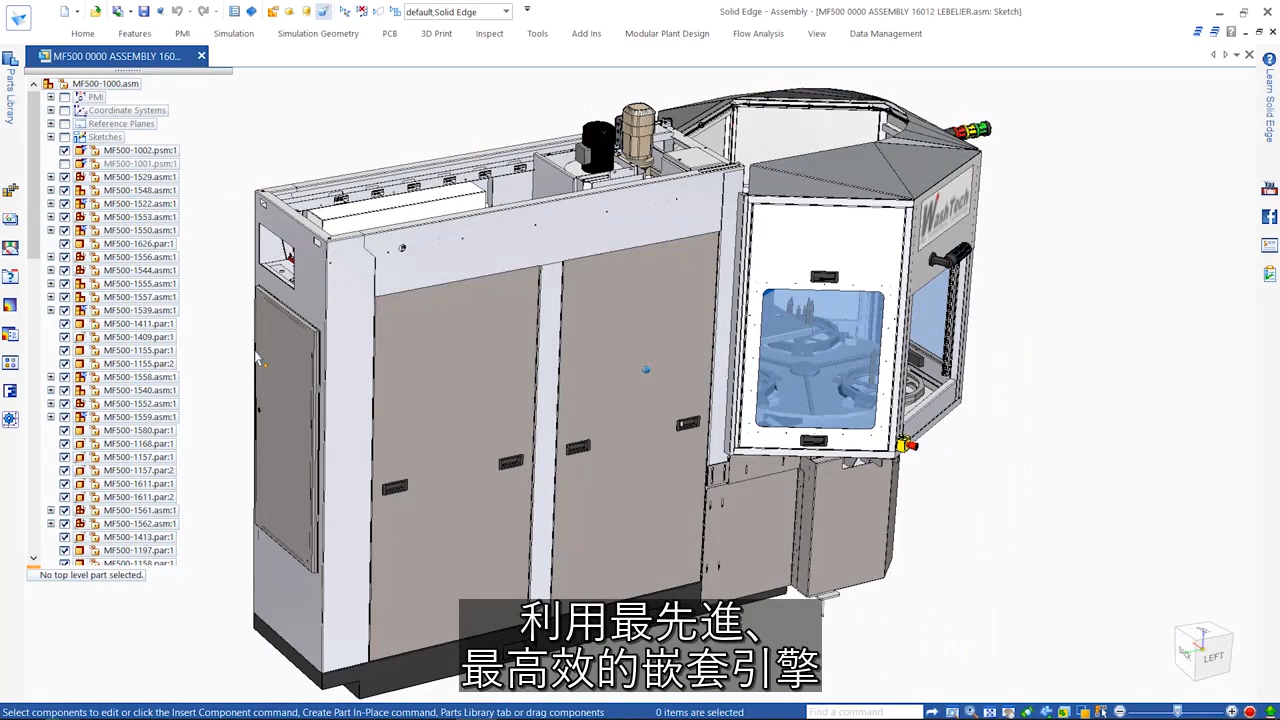 default,Solid Edge
Solid Edge - Assembly - [MF500 0000 ASSEMBLY 16012 LEBELIER.asm: Sketch]
Home Features PMI Simulation Simulation Geometry PCB 3D Print Inspect Tools Add Ins Modular Plant Design Flow Analysis View Data Management
MF500 0000 ASSEMBLY 160...
Parts Library
Learn Solid Edge
MF500-1000.asm
PMI
Coordinate Systems
Reference Planes
Sketches
MF500-1002.psm:1
MF500-1001.psm:1
MF500-1529.asm:1
MF500-1548.asm:1
MF500-1522.asm:1
MF500-1553.asm:1
MF500-1550.asm:1
MF500-1626.par:1
MF500-1556.asm:1
MF500-1544.asm:1
MF500-1555.asm:1
MF500-1557.asm:1
MF500-1539.asm:1
MF500-1411.par:1
MF500-1409.par:1
MF500-1155.par:1
MF500-1155.par:2
MF500-1558.asm:1
MF500-1540.asm:1
MF500-1552.asm:1
MF500-1559.asm:1
MF500-1580.par:1
MF500-1168.par:1
MF500-1157.par:1
MF500-1157.par:2
MF500-1611.par:1
MF500-1611.par:2
MF500-1561.asm:1
MF500-1562.asm:1
MF500-1413.par:1
MF500-1197.par:1
MF500-1158.par:1
No top level part selected.
WashTech
You Tube
LEFT
利用最先進、
最高效的嵌套引擎
Select components to edit or click the Insert Component command, Create Part In-Place command, Parts Library tab or drag components
0 items are selected
Find a command